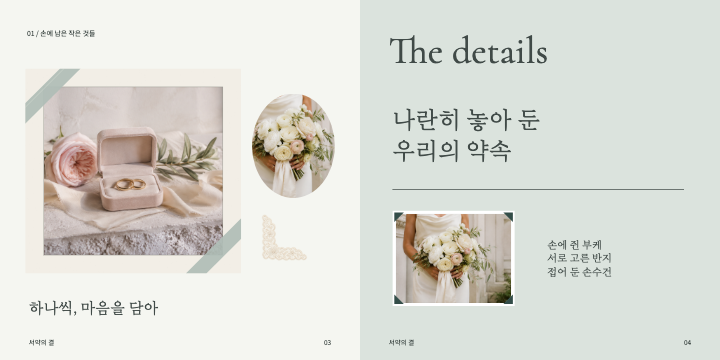 01 / 손에 남은 작은 것들
하나씩, 마음을 담아
서약의 결
03
The details
나란히 놓아 둔
우리의 약속
손에 쥔 부케
서로 고른 반지
접어 둔 손수건
서약의 결
04